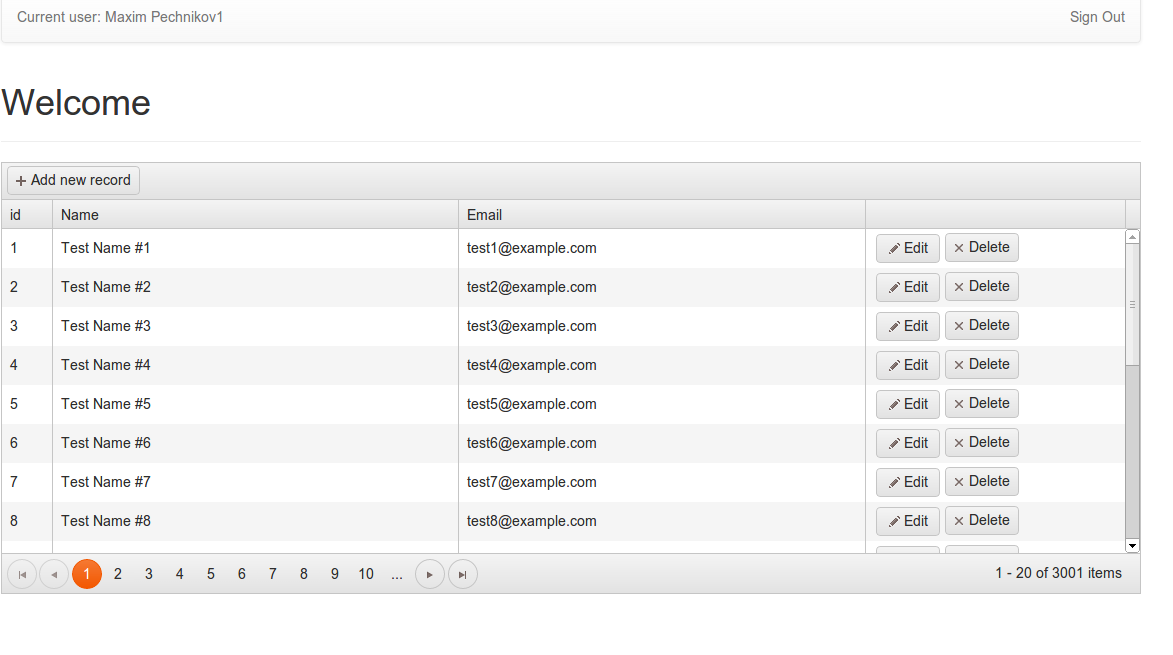 Current user: Maxim Pechnikov1 Sign Out
Welcome
Add new record
id Name Email
1 Test Name #1 test1@example.com Edit Delete
2 Test Name #2 test2@example.com Edit Delete
3 Test Name #3 test3@example.com Edit Delete
4 Test Name #4 test4@example.com Edit Delete
5 Test Name #5 test5@example.com Edit Delete
6 Test Name #6 test6@example.com Edit Delete
7 Test Name #7 test7@example.com Edit Delete
8 Test Name #8 test8@example.com Edit Delete
1 2 3 4 5 6 7 8 9 10 ... 1 - 20 of 3001 items